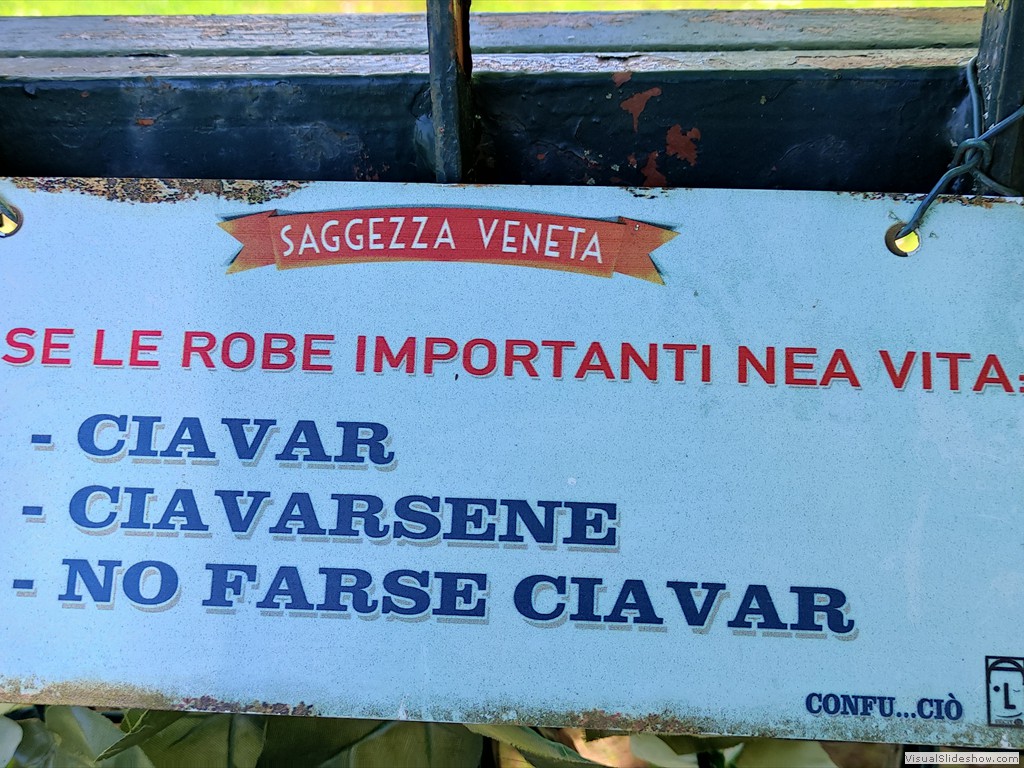 SAGGEZZA VENETA
SE LE ROBE IMPORTANTI NEA VITA:
- CIAVAR
- CIAVARSENE
- NO FARSE CIAVAR
CONFU...CIÒ
VisualSlideshow.com